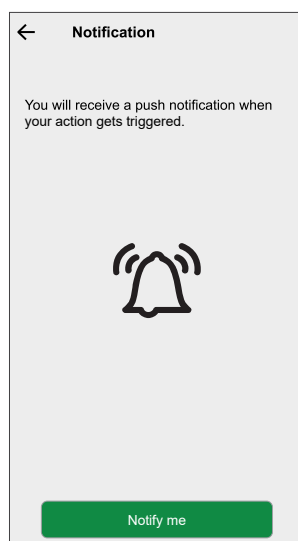 Notification
You will receive a push notification when
your action gets triggered.
Notify me